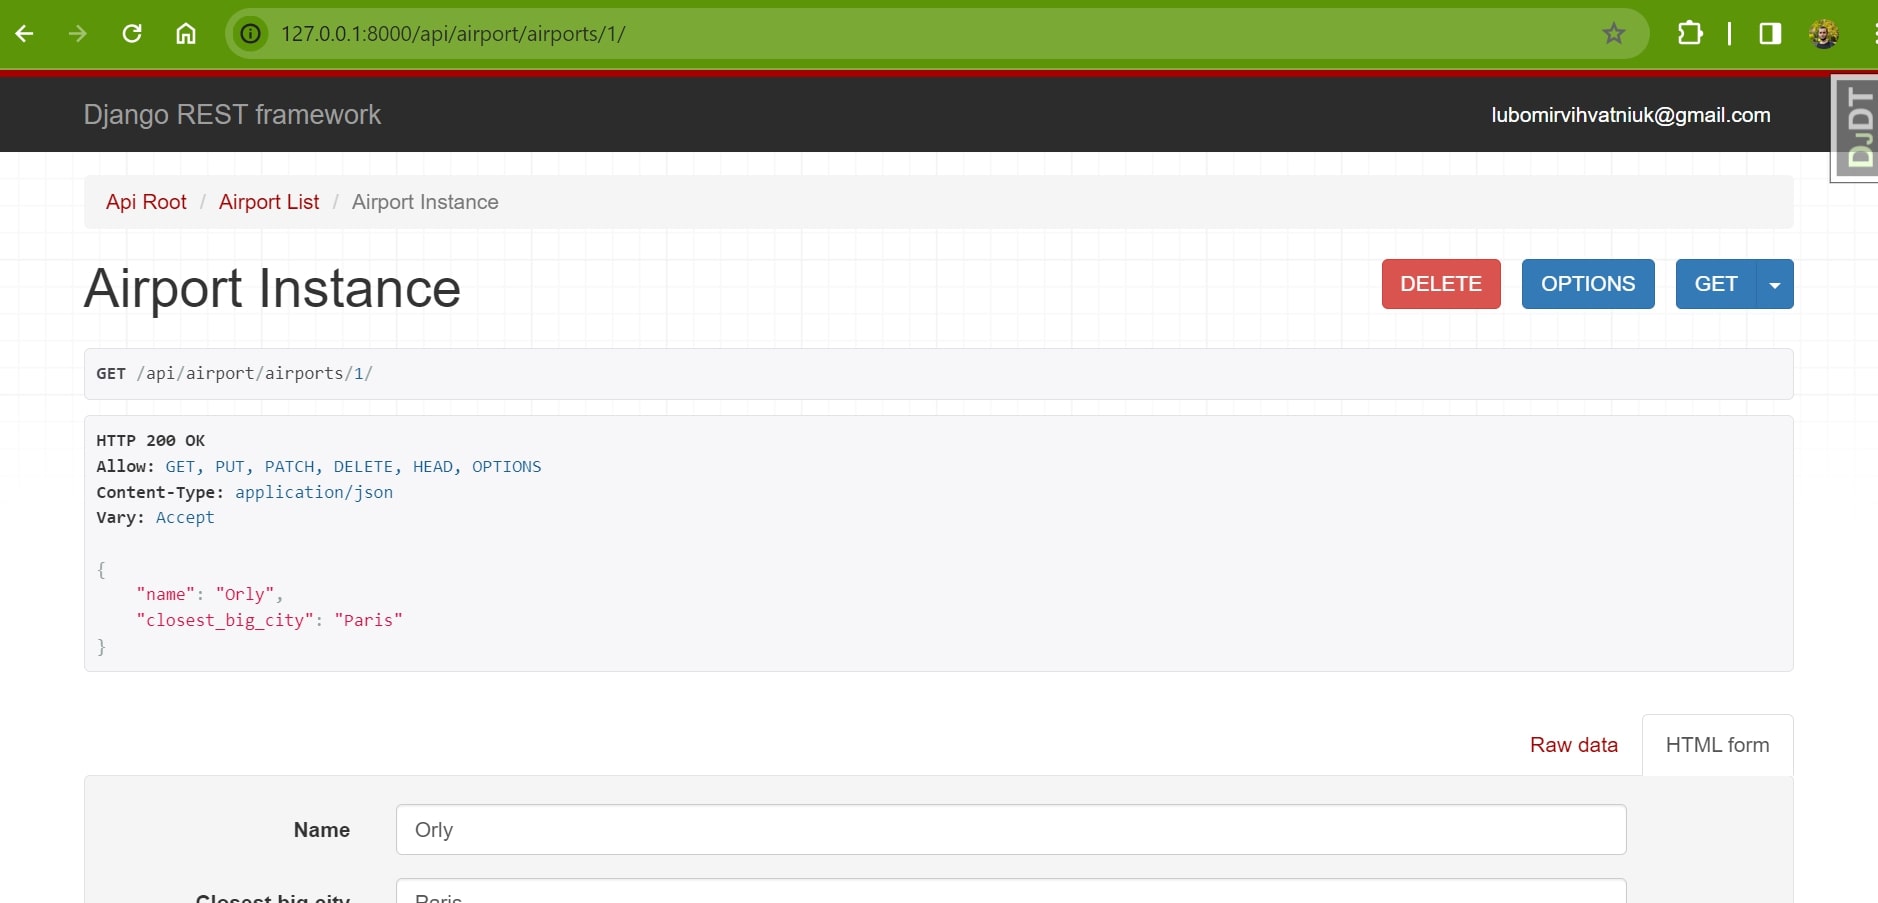 127.0.0.1:8000/api/airport/airports/1/
Django REST framework
lubomirvihvatniuk@gmail.com
DJDT
Api Root / Airport List / Airport Instance
Airport Instance
DELETE
OPTIONS
GET
GET /api/airport/airports/1/
HTTP 200 OK
Allow: GET, PUT, PATCH, DELETE, HEAD, OPTIONS
Content-Type: application/json
Vary: Accept
{
    "name": "Orly",
    "closest_big_city": "Paris"
}
Raw data
HTML form
Name
Orly
Closest big city
Paris